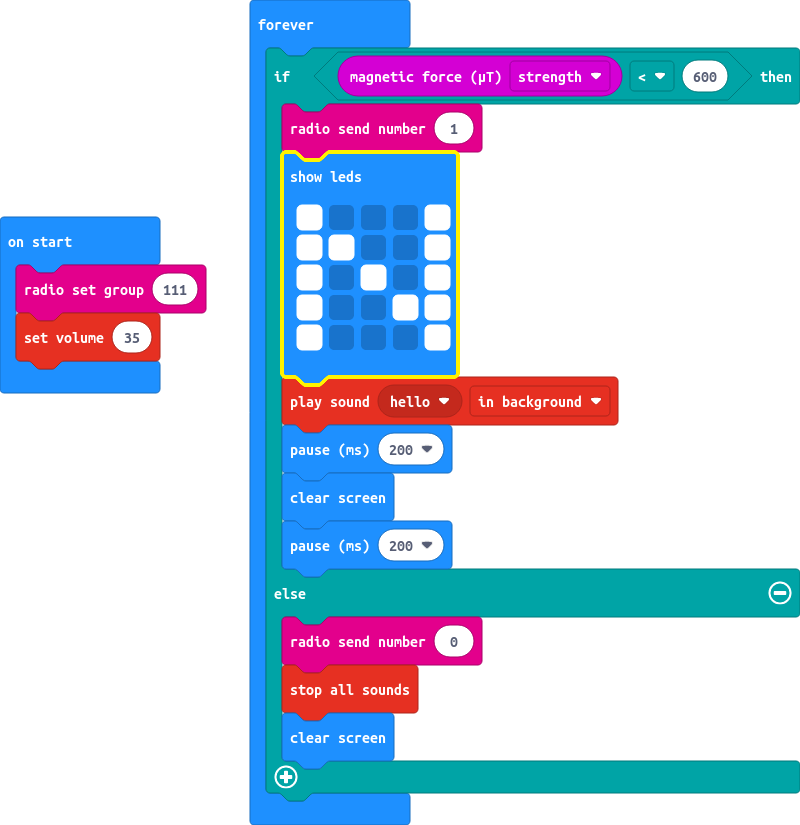 on start
radio set group 111
set volume 35
forever
if magnetic force (µT) strength < 600 then
radio send number 1
show leds
play sound hello in background
pause (ms) 200
clear screen
pause (ms) 200
else
radio send number 0
stop all sounds
clear screen